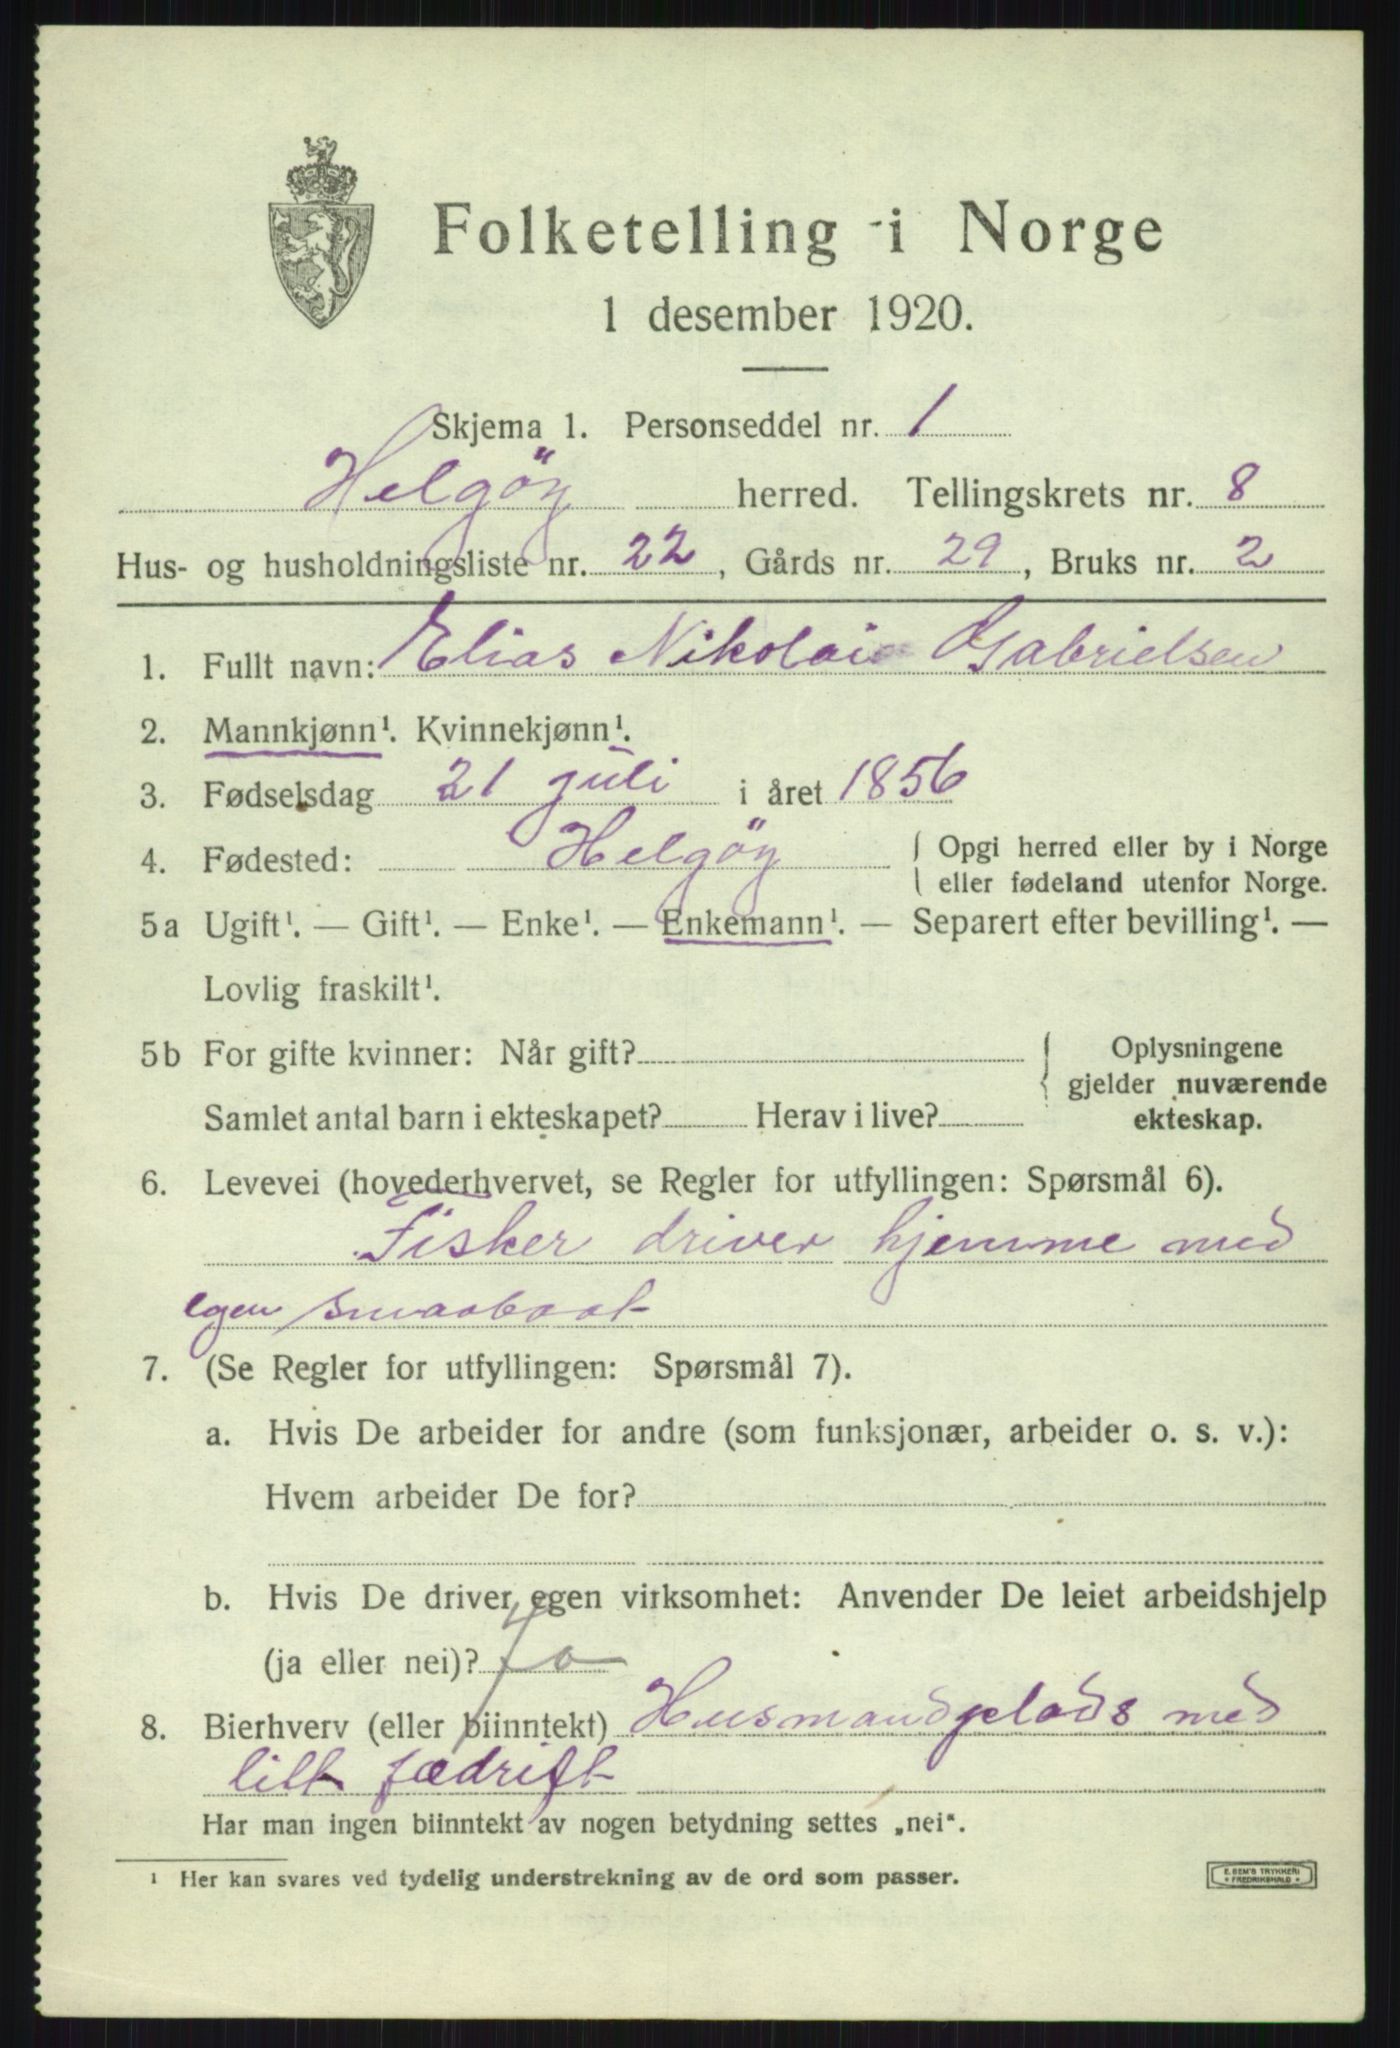 Folketelling i Norge
1 desember 1920.
Skjema 1. Personseddel nr. 1
Helgöy herred. Tellingskrets nr. 8
Hus- og husholdningsliste nr. 22, Gårds nr. 29, Bruks nr. 2
1. Fullt navn: Elias Nikolai Gabrielsen
2. Mannkjønn¹. Kvinnekjønn¹.
3. Fødselsdag 21 juli i året 1856
4. Fødested: Helgöy { Opgi herred eller by i Norge
eller fødeland utenfor Norge.
5a Ugift¹. — Gift¹. — Enke¹. — Enkemann¹. — Separert efter bevilling¹. —
Lovlig fraskilt¹.
5b For gifte kvinner: Når gift? { Oplysningene
gjelder nuværende
Samlet antal barn i ekteskapet? Herav i live? ekteskap.
6. Levevei (hovederhvervet, se Regler for utfyllingen: Spørsmål 6).
Fisker driver hjemme med
egen smaabaat
7. (Se Regler for utfyllingen: Spørsmål 7).
a. Hvis De arbeider for andre (som funksjonær, arbeider o. s. v.):
Hvem arbeider De for?
b. Hvis De driver egen virksomhet: Anvender De leiet arbeidshjelp
(ja eller nei)? Ja
8. Bierhverv (eller biinntekt) med
litt fædrift
Har man ingen biinntekt av nogen betydning settes „nei“.
¹ Her kan svares ved tydelig understrekning av de ord som passer.
E. SEM'S TRYKKERI
* FREDRIKSHALD *